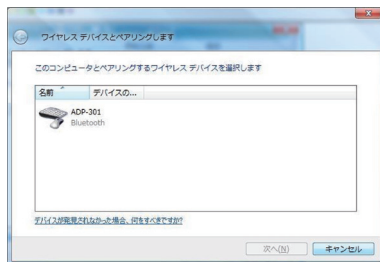 ワイヤレス デバイスとペアリングします
このコンピュータとペアリングするワイヤレス デバイスを選択します
名前 デバイスの...
ADP-301
Bluetooth
デバイスが発見されなかった場合、何をすべきですか?
次へ(N) キャンセル